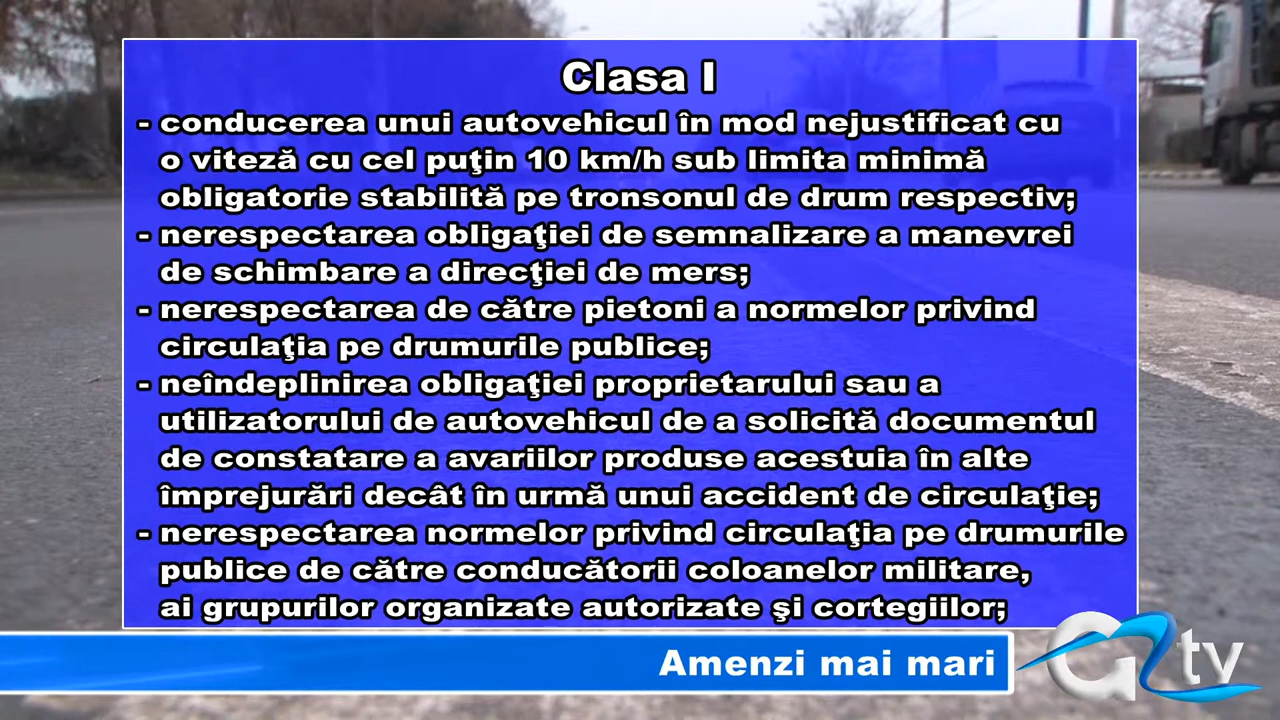 Clasa I
- conducerea unui autovehicul în mod nejustificat cu
o viteză cu cel puţin 10 km/h sub limita minimă
obligatorie stabilită pe tronsonul de drum respectiv;
- nerespectarea obligaţiei de semnalizare a manevrei
de schimbare a direcţiei de mers;
- nerespectarea de către pietoni a normelor privind
circulaţia pe drumurile publice;
- neîndeplinirea obligaţiei proprietarului sau a
utilizatorului de autovehicul de a solicită documentul
de constatare a avariilor produse acestuia în alte
împrejurări decât în urmă unui accident de circulaţie;
- nerespectarea normelor privind circulaţia pe drumurile
publice de către conducătorii coloanelor militare,
ai grupurilor organizate autorizate şi cortegiilor;
Amenzi mai mari
G2 tv